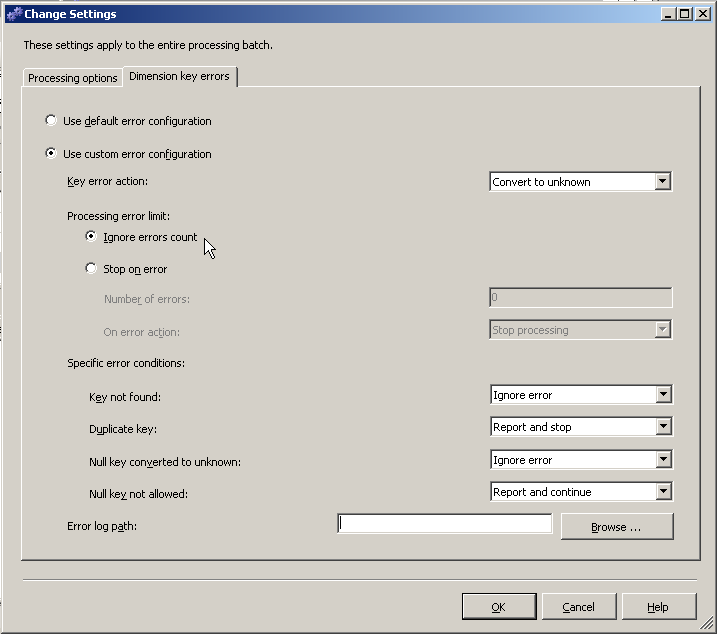 Change Settings
These settings apply to the entire processing batch.
Processing options
Dimension key errors
Use default error configuration
Use custom error configuration
Key error action:
Convert to unknown
Processing error limit:
Ignore errors count
Stop on error
Number of errors:
0
On error action:
Stop processing
Specific error conditions:
Key not found:
Ignore error
Duplicate key:
Report and stop
Null key converted to unknown:
Ignore error
Null key not allowed:
Report and continue
Error log path:
Browse ...
OK
Cancel
Help